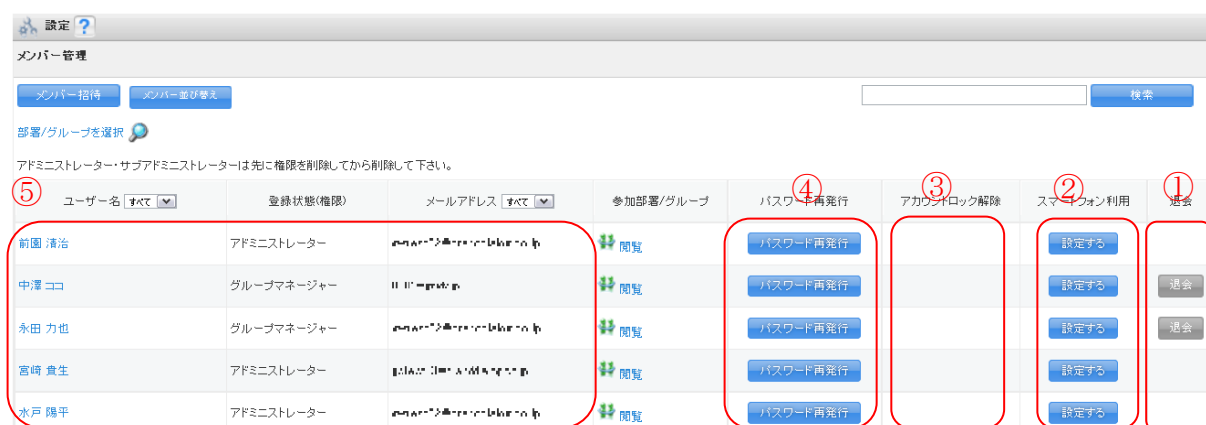 設定 ?
メンバー管理
メンバー招待 メンバー並び替え 検索
部署/グループを選択
アドミニストレーター・サブアドミニストレーターは先に権限を削除してから削除して下さい。
⑤ ④ ③ ② ①
ユーザー名 すべて 登録状態(権限) メールアドレス すべて 参加部署/グループ パスワード再発行 アカウントロック解除 スマートフォン利用 退会
前園 清治 アドミニストレーター 閲覧 パスワード再発行 設定する
中澤 ココ グループマネージャー 閲覧 パスワード再発行 設定する 退会
永田 力也 グループマネージャー 閲覧 パスワード再発行 設定する 退会
宮崎 貴生 アドミニストレーター 閲覧 パスワード再発行 設定する
水戸 陽平 アドミニストレーター 閲覧 パスワード再発行 設定する